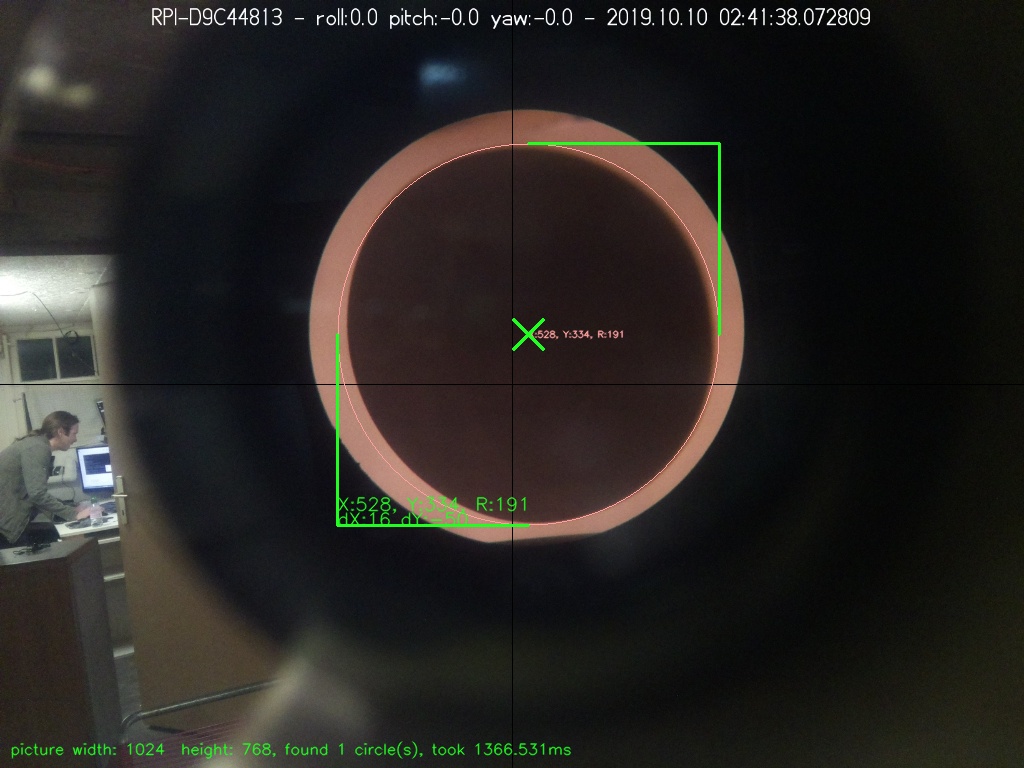 RPI-D9C44813 - roll:0.0 pitch:-0.0 yaw:-0.0 - 2019.10.10 02:41:38.072809
:528, Y:334, R:191
X:528, Y:334, R:191
dX:16 dY:-50
picture width: 1024 height: 768, found 1 circle(s), took 1366.531ms